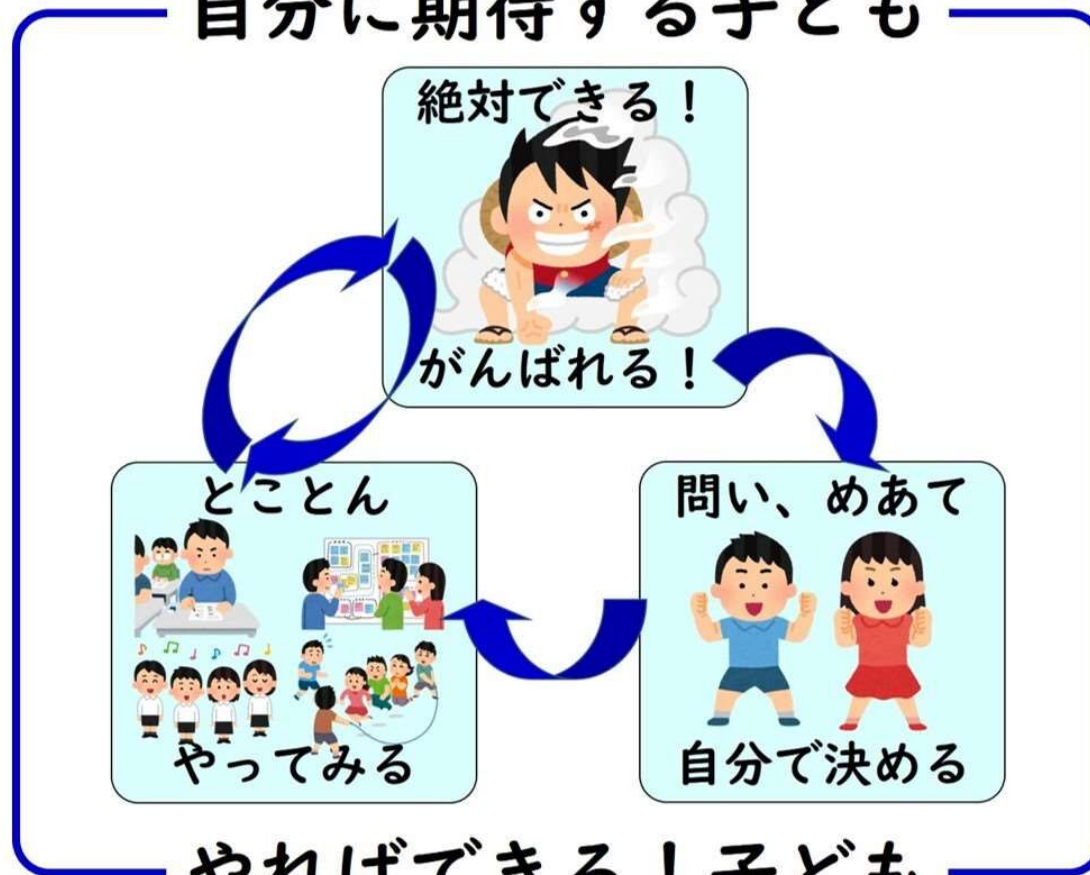 自分に期待する子ども
絶対できる！
がんばれる！
とことん
やってみる
問い、めあて
自分で決める
やればできる！子ども